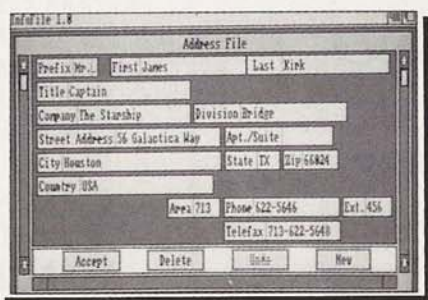 InfoFile 1.8
Address File
Prefix Mr. First James Last Kirk
Title Captain
Company The Starship Division Bridge
Street Address 56 Galactica Way Apt./Suite
City Houston State TX Zip 66824
Country USA
Area 713 Phone 622-5646 Ext. 456
Telefax 713-622-5648
Accept Delete Undo New